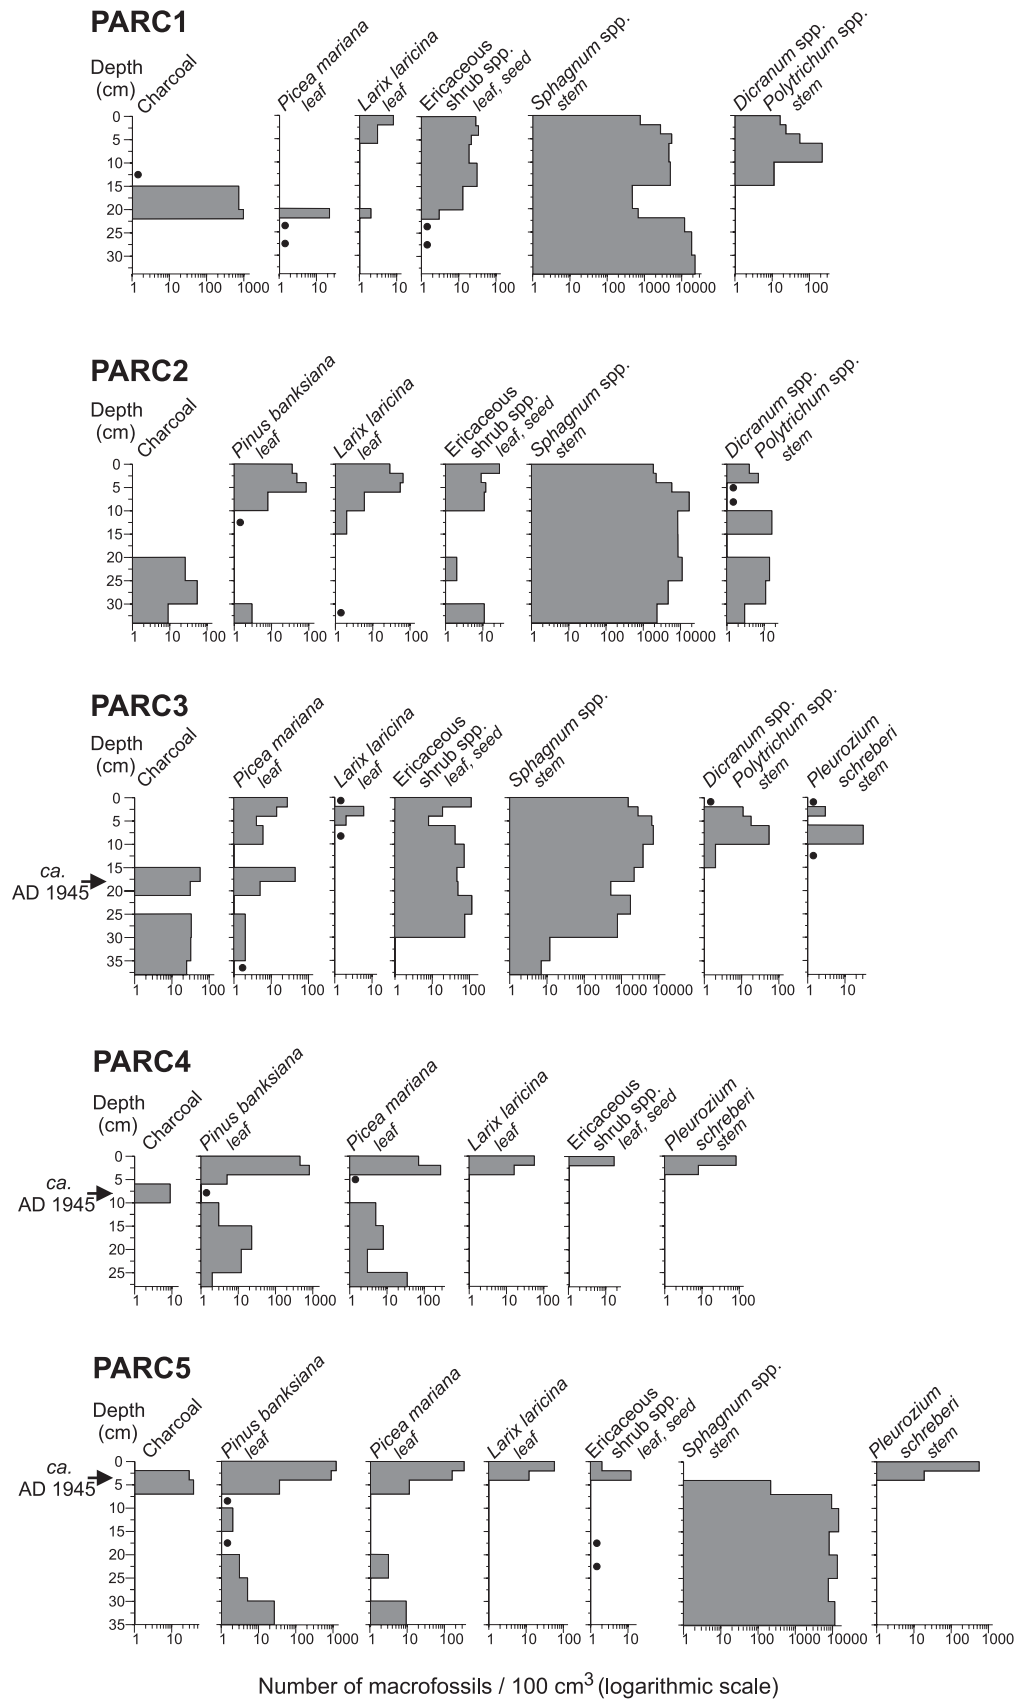 PARC1
Depth
(cm)
Charcoal
Picea mariana
leaf
Larix laricina
leaf
Ericaceous
shrub spp.
leaf, seed
Sphagnum spp.
stem
Dicranum spp.
Polytrichum spp.
stem
0
5
10
15
20
25
30
1 10 100 1000
1 10
1 10
1 10 100
1 10 100 1000 10000
1 10 100
PARC2
Depth
(cm)
Charcoal
Pinus banksiana
leaf
Larix laricina
leaf
Ericaceous
shrub spp.
leaf, seed
Sphagnum spp.
stem
Dicranum spp.
Polytrichum spp.
stem
0
5
10
15
20
25
30
1 10 100
1 10 100
1 10 100
1 10
1 10 100 1000 10000
1 10
PARC3
Depth
(cm)
Charcoal
Picea mariana
leaf
Larix laricina
leaf
Ericaceous
shrub spp.
leaf, seed
Sphagnum spp.
stem
Dicranum spp.
Polytrichum spp.
stem
Pleurozium
schreberi
stem
0
5
10
15
ca.
AD 1945
20
25
30
35
1 10 100
1 10 100
1 10
1 10 100
1 10 100 1000 10000
1 10 100
1 10
PARC4
Depth
(cm)
Charcoal
Pinus banksiana
leaf
Picea mariana
leaf
Larix laricina
leaf
Ericaceous
shrub spp.
leaf, seed
Pleurozium
schreberi
stem
0
5
ca.
AD 1945
10
15
20
25
1 10
1 10 100 1000
1 10 100
1 10 100
1 10
1 10 100
PARC5
Depth
(cm)
Charcoal
Pinus banksiana
leaf
Picea mariana
leaf
Larix laricina
leaf
Ericaceous
shrub spp.
leaf, seed
Sphagnum spp.
stem
Pleurozium
schreberi
stem
0
ca.
AD 1945
5
10
15
20
25
30
35
1 10
1 10 100 1000
1 10 100
1 10 100
1 10
1 10 100 1000 10000
1 10 100 1000
Number of macrofossils / 100 cm³ (logarithmic scale)